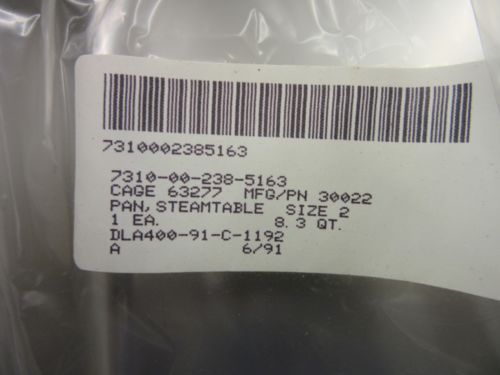 7310002385163
7310-00-238-5163
CAGE 63277 MFG/PN 30022
PAN, STEAMTABLE SIZE 2
1 EA. 8.3 QT.
DLA400-91-C-1192
A 6/91